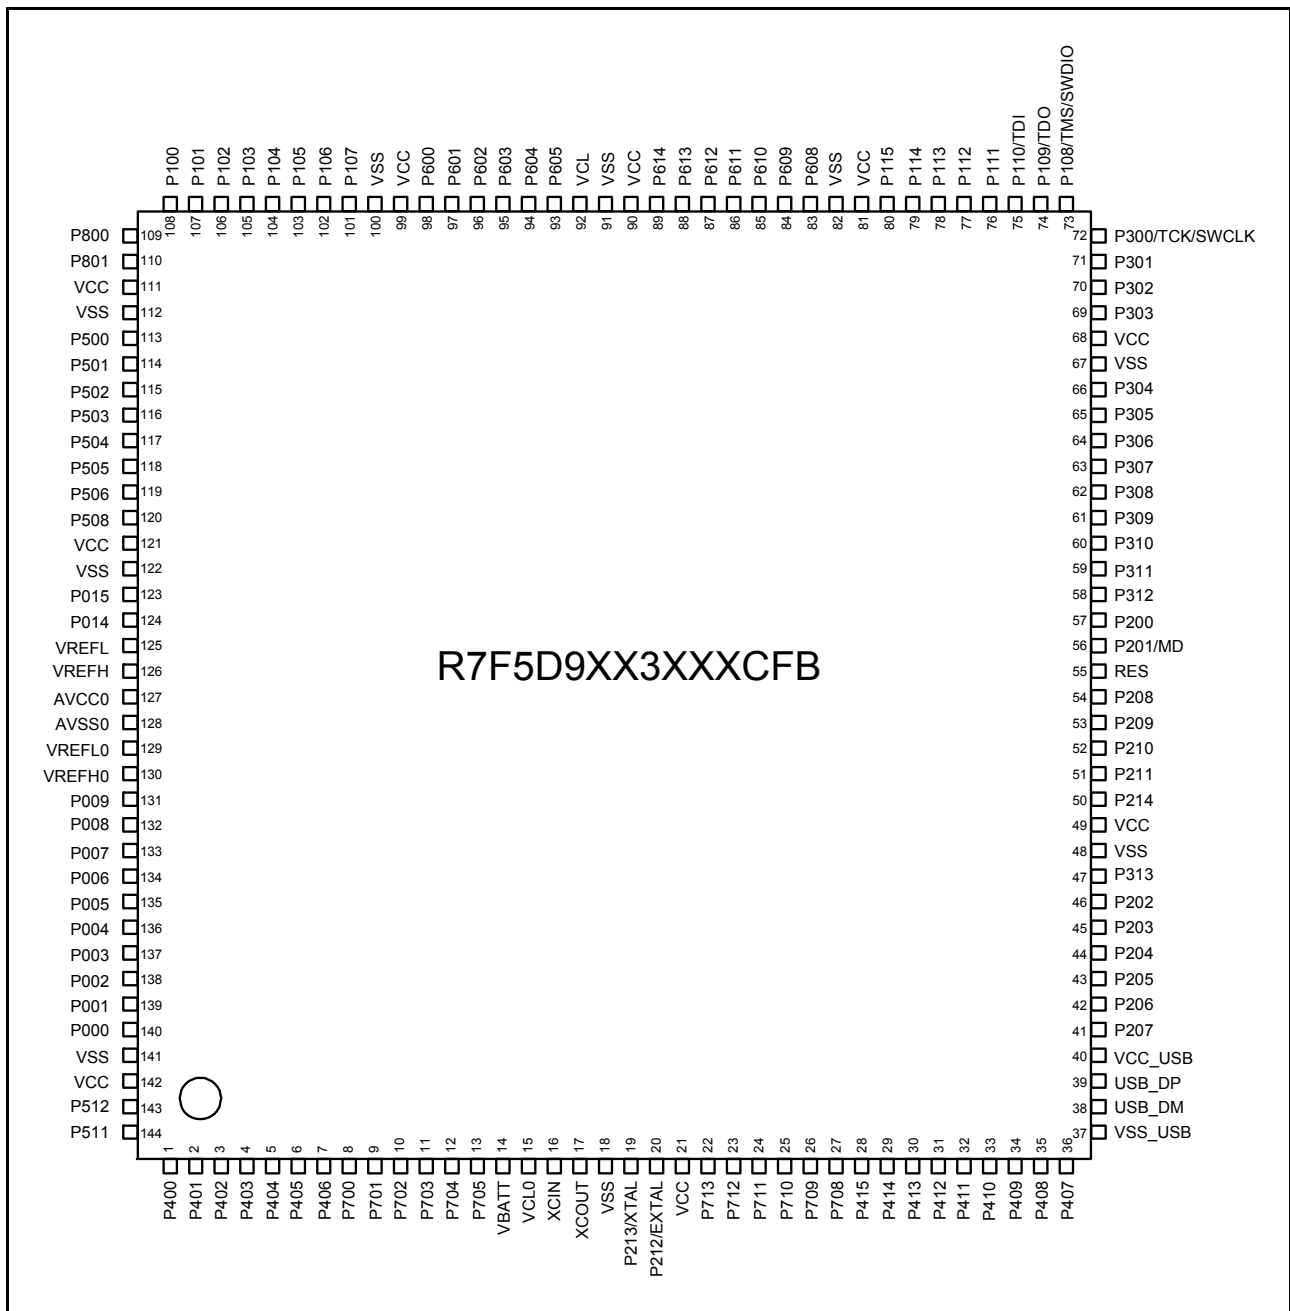 P100
P101
P102
P103
P104
P105
P106
P107
VSS
VCC
P600
P601
P602
P603
P604
P605
VCL
VSS
VCC
P614
P613
P612
P611
P610
P609
P608
VSS
VCC
P115
P114
P113
P112
P111
P110/TDI
P109/TDO
P108/TMS/SWDIO
108
107
106
105
104
103
102
101
100
99
98
97
96
95
94
93
92
91
90
89
88
87
86
85
84
83
82
81
80
79
78
77
76
75
74
73
P800 109
P801 110
VCC 111
VSS 112
P500 113
P501 114
P502 115
P503 116
P504 117
P505 118
P506 119
P508 120
VCC 121
VSS 122
P015 123
P014 124
VREFL 125
VREFH 126
AVCC0 127
AVSS0 128
VREFL0 129
VREFH0 130
P009 131
P008 132
P007 133
P006 134
P005 135
P004 136
P003 137
P002 138
P001 139
P000 140
VSS 141
VCC 142
P512 143
P511 144
R7F5D9XX3XXXCFB
72 P300/TCK/SWCLK
71 P301
70 P302
69 P303
68 VCC
67 VSS
66 P304
65 P305
64 P306
63 P307
62 P308
61 P309
60 P310
59 P311
58 P312
57 P200
56 P201/MD
55 RES
54 P208
53 P209
52 P210
51 P211
50 P214
49 VCC
48 VSS
47 P313
46 P202
45 P203
44 P204
43 P205
42 P206
41 P207
40 VCC_USB
39 USB_DP
38 USB_DM
37 VSS_USB
1
2
3
4
5
6
7
8
9
10
11
12
13
14
15
16
17
18
19
20
21
22
23
24
25
26
27
28
29
30
31
32
33
34
35
36
P400
P401
P402
P403
P404
P405
P406
P700
P701
P702
P703
P704
P705
VBATT
VCL0
XCIN
XCOUT
VSS
P213/XTAL
P212/EXTAL
VCC
P713
P712
P711
P710
P709
P708
P415
P414
P413
P412
P411
P410
P409
P408
P407